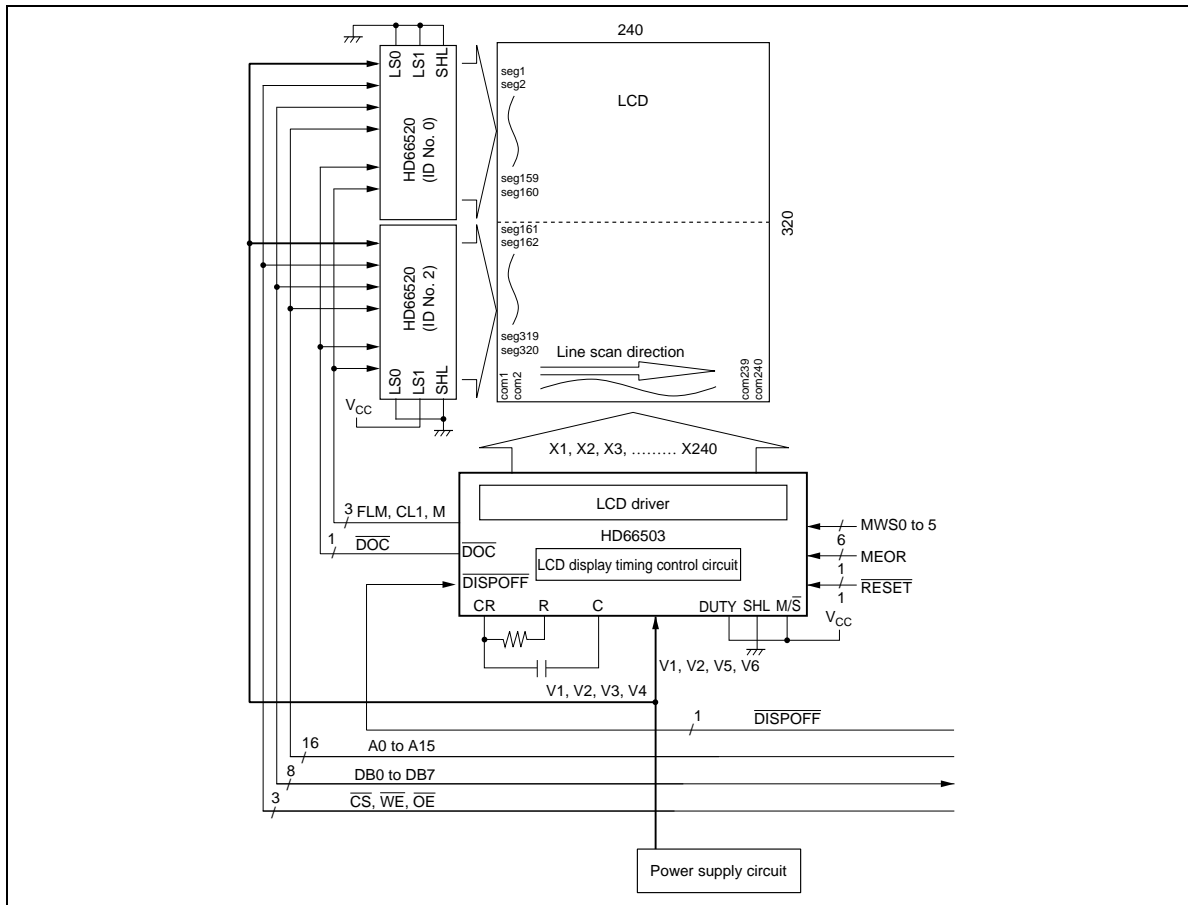 240
LS0
LS1
SHL
HD66520
(ID No. 0)
seg1
seg2
LCD
seg159
seg160
320
seg161
seg162
HD66520
(ID No. 2)
seg319
seg320
Line scan direction
LS0
LS1
SHL
com1
com2
com239
com240
VCC
X1, X2, X3, ......... X240
LCD driver
3 FLM, CL1, M
HD66503
MWS0 to 5
1 DOC
DOC
6
MEOR
LCD display timing control circuit
1
DISPOFF
RESET
1
CR R C DUTY SHL M/S
VCC
V1, V2, V5, V6
V1, V2, V3, V4
1 DISPOFF
16 A0 to A15
8 DB0 to DB7
3 CS, WE, OE
Power supply circuit